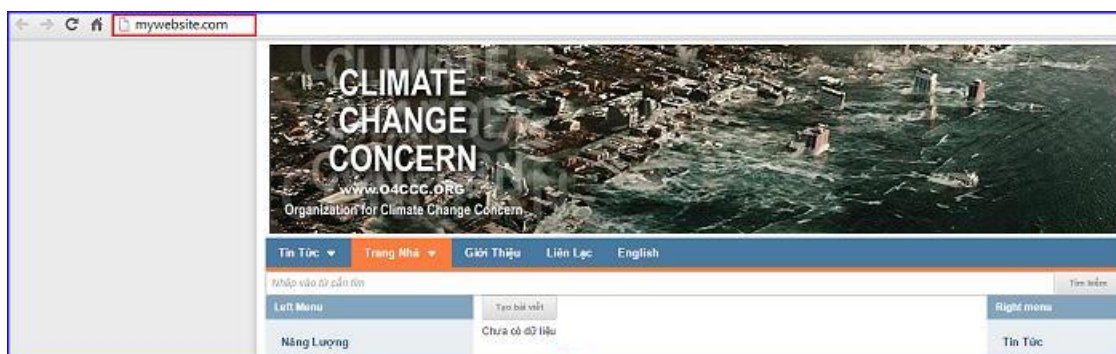 mywebsite.com
CLIMATE
CHANGE
CONCERN
www.O4CCC.ORG
Organization for Climate Change Concern
Tin Tức Trang Nhà Giới Thiệu Liên Lạc English
Nhập vào từ cần tìm Tìm kiếm
Left Menu Tạo bài viết Right menu
Chưa có dữ liệu
Năng Lượng Tin Tức